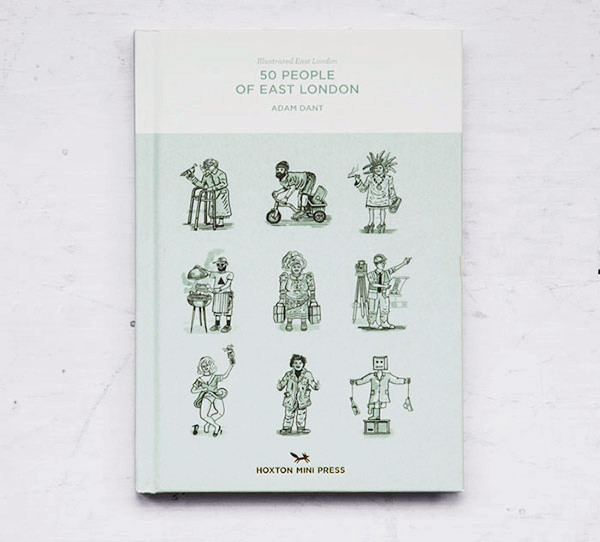 Illustrated East London
50 PEOPLE
OF EAST LONDON
ADAM DANT
HOXTON MINI PRESS